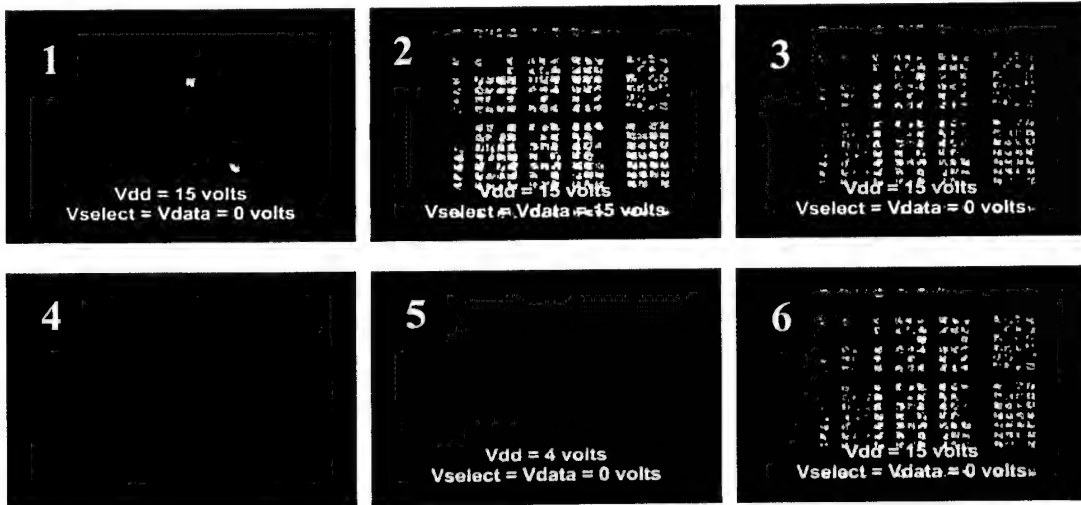 1
Vdd = 15 volts
Vselect = Vdata = 0 volts
2
Vdd = 15 volts
Vselect = Vdata = 15 volts
3
Vdd = 15 volts
Vselect = Vdata = 0 volts
4
5
Vdd = 4 volts
Vselect = Vdata = 0 volts
6
Vdd = 15 volts
Vselect = Vdata = 0 volts